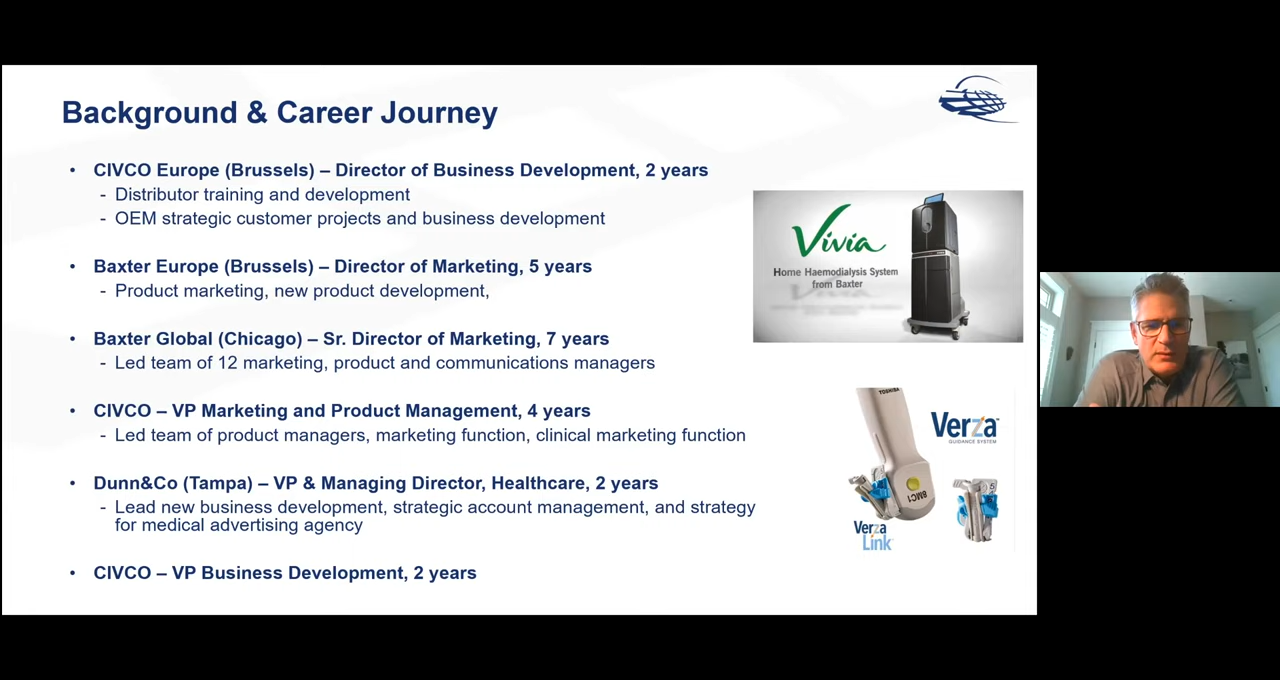 Background & Career Journey
• CIVCO Europe (Brussels) – Director of Business Development, 2 years
- Distributor training and development
- OEM strategic customer projects and business development
• Baxter Europe (Brussels) – Director of Marketing, 5 years
- Product marketing, new product development,
• Baxter Global (Chicago) – Sr. Director of Marketing, 7 years
- Led team of 12 marketing, product and communications managers
• CIVCO – VP Marketing and Product Management, 4 years
- Led team of product managers, marketing function, clinical marketing function
• Dunn&Co (Tampa) – VP & Managing Director, Healthcare, 2 years
- Lead new business development, strategic account management, and strategy
for medical advertising agency
• CIVCO – VP Business Development, 2 years
Vivia
Home Haemodialysis System
from Baxter
TOSHIBA
8MC1
Verza™
GUIDANCE SYSTEM
Verza
Link
5